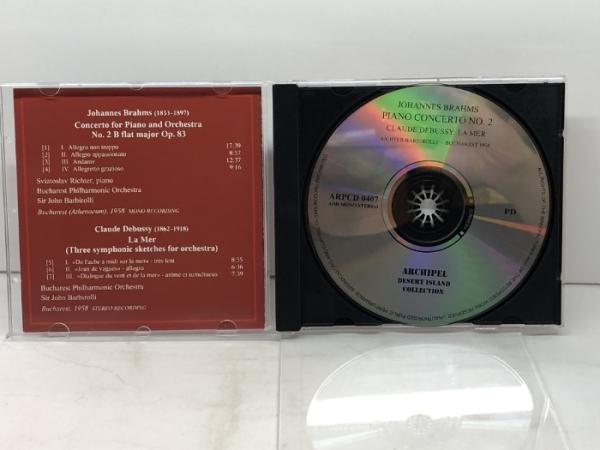 Johannes Brahms (1833-1897)
Concerto for Piano and Orchestra
No. 2 B flat major Op. 83
[1] I. Allegro non troppo 17:39
[2] II. Allegro appassionato 8:57
[3] III. Andante 12:37
[4] IV. Allegretto grazioso 9:16
Sviatoslav Richter, piano
Bucharest Philharmonic Orchestra
Sir John Barbirolli
Bucharest (Athenaeum), 1958 MONO RECORDING
Claude Debussy (1862-1918)
La Mer
(Three symphonic sketches for orchestra)
[5] I. «De l'aube à midi sur la mer» - très lent 8:35
[6] II. «Jeux de vagues» - allegro 6:36
[7] III. «Dialogue du vent et de la mer» - animé et tumultueux 7:39
Bucharest Philharmonic Orchestra
Sir John Barbirolli
Bucharest, 1958 STEREO RECORDING
JOHANNES BRAHMS
PIANO CONCERTO NO. 2
CLAUDE DEBUSSY: LA MER
RICHTER/BARBIROLLI - BUCHAREST 1958
ARPCD 0407
PD
ARCHIPEL
DESERT ISLAND
COLLECTION